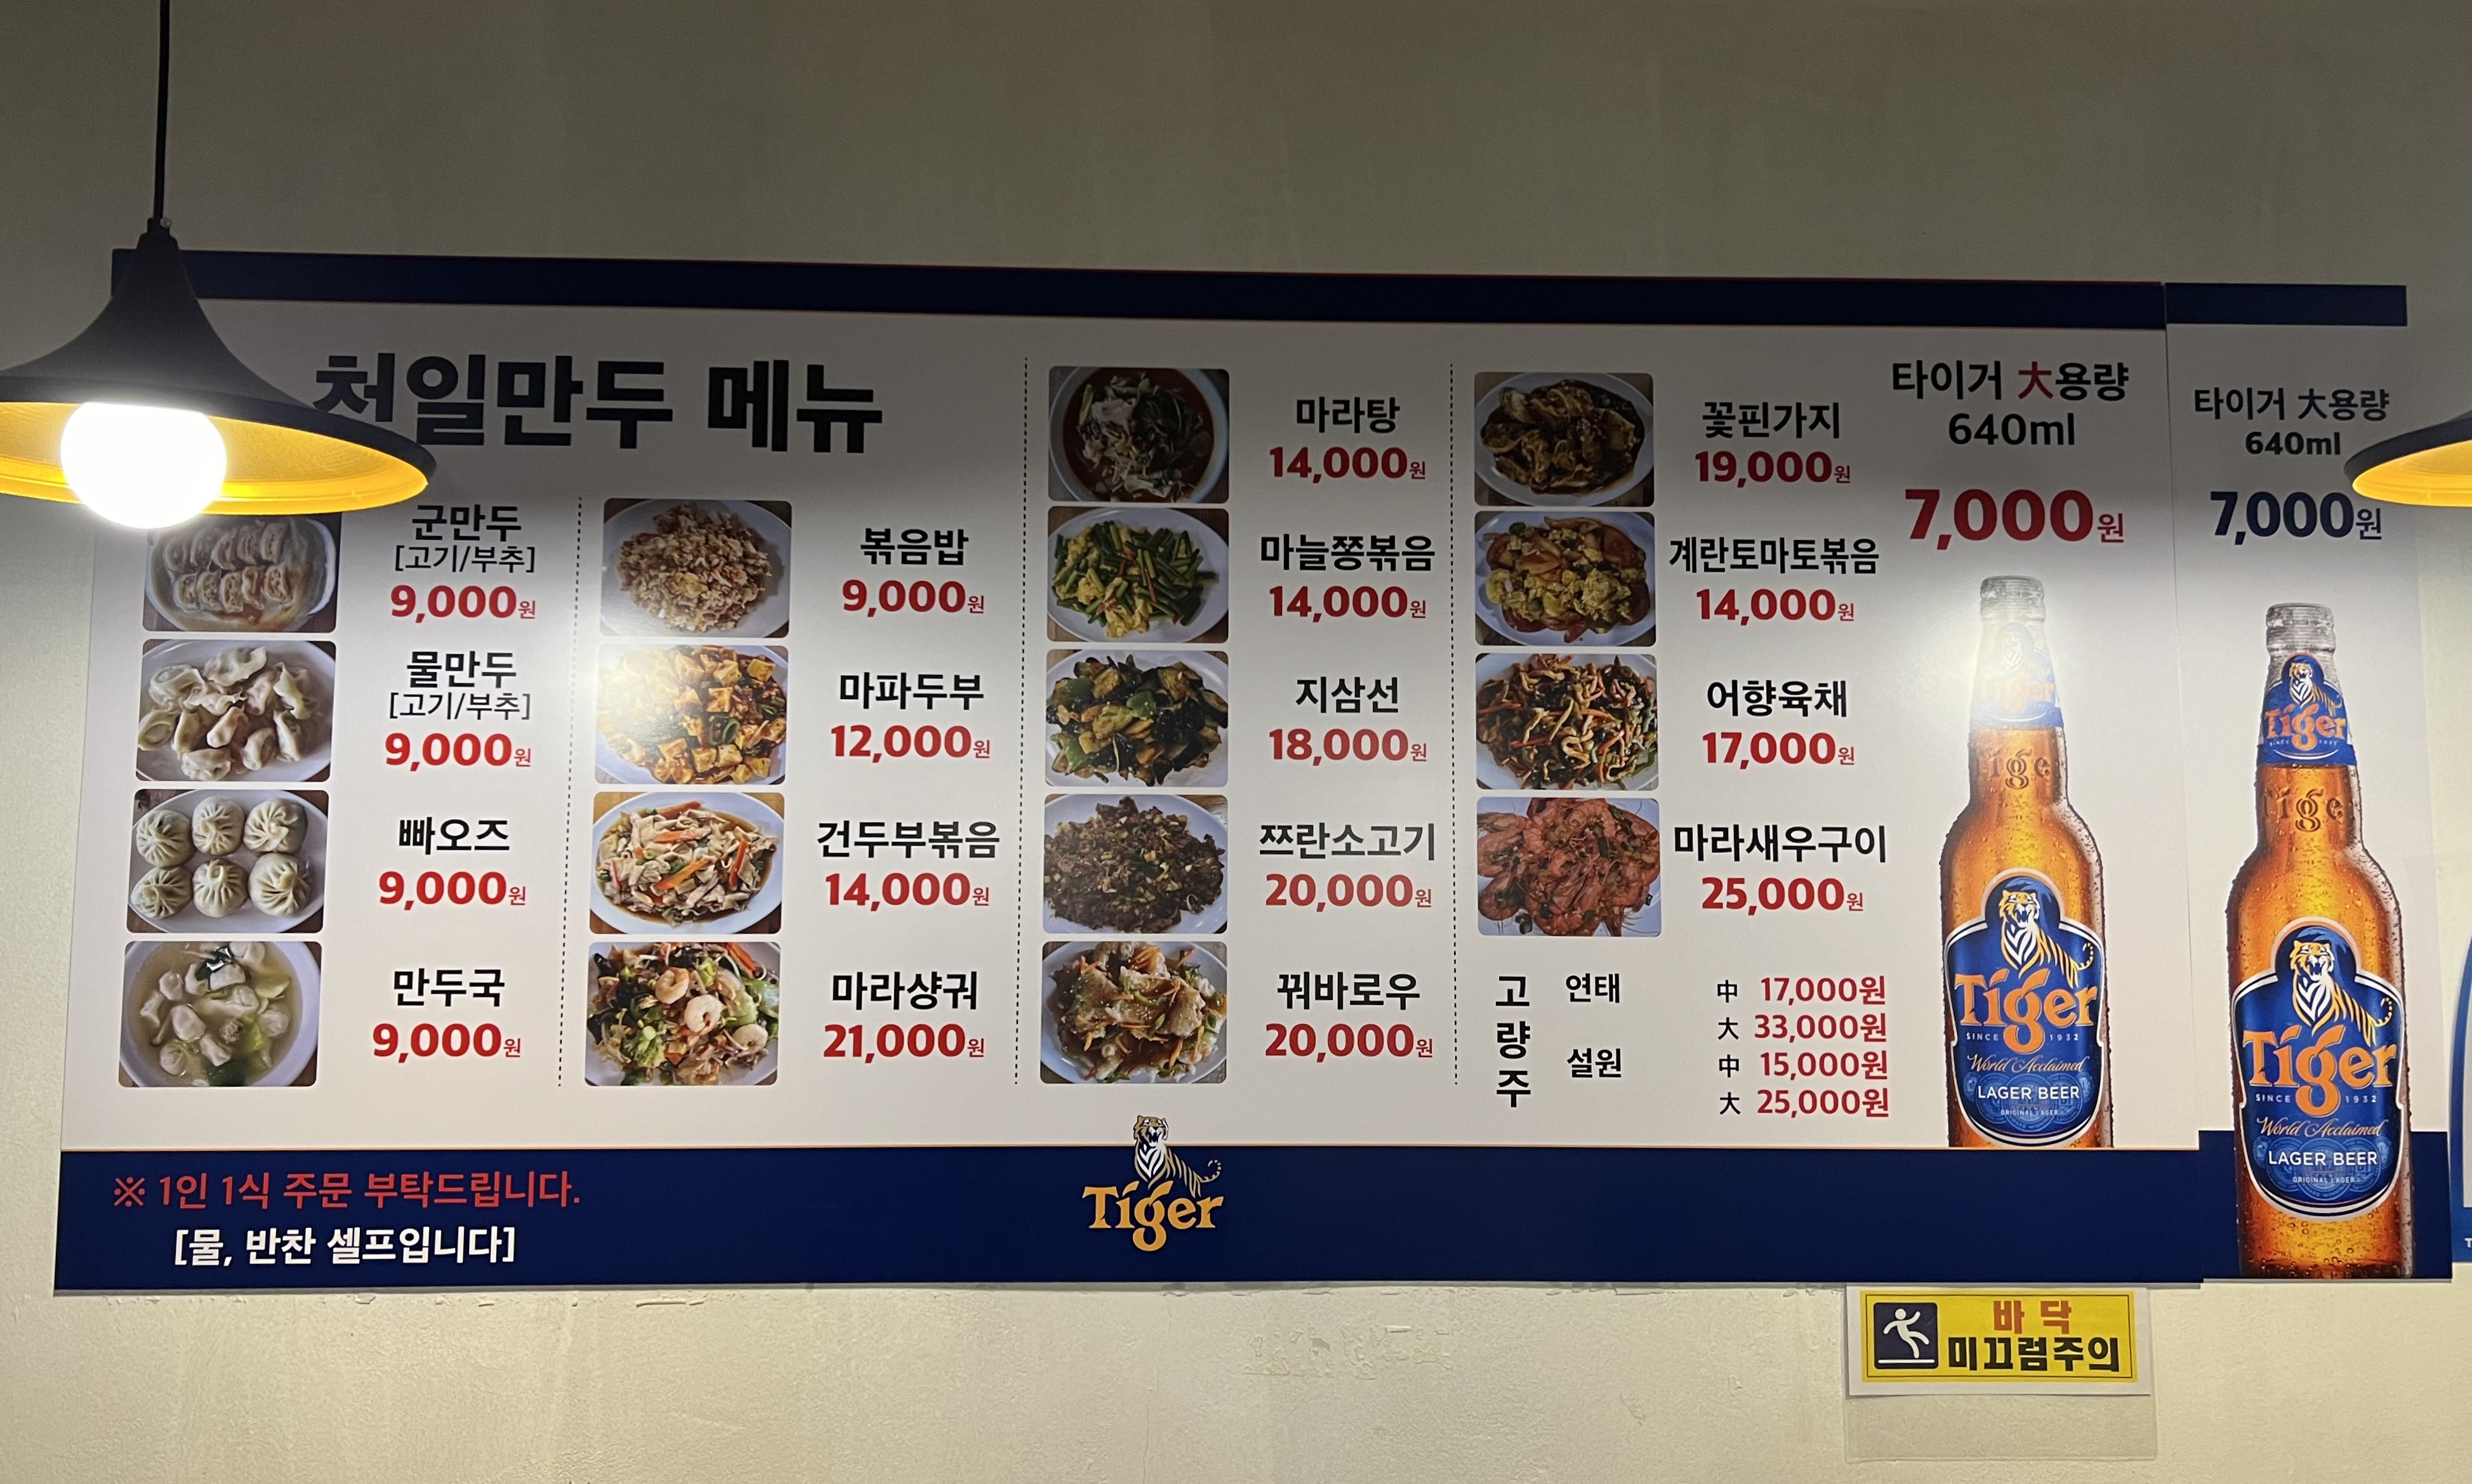 천일만두 메뉴
군만두
[고기/부추]
9,000원
물만두
[고기/부추]
9,000원
빠오즈
9,000원
만두국
9,000원
볶음밥
9,000원
마파두부
12,000원
건두부볶음
14,000원
마라샹궈
21,000원
마라탕
14,000원
마늘쫑볶음
14,000원
지삼선
18,000원
쯔란소고기
20,000원
꿔바로우
20,000원
꽃핀가지
19,000원
계란토마토볶음
14,000원
어향육채
17,000원
마라새우구이
25,000원
고량주
연태 中 17,000원
大 33,000원
설원 中 15,000원
大 25,000원
타이거 大용량
640ml
7,000원
Tiger
Tiger
SINCE 1932
World Acclaimed
LAGER BEER
ORIGINAL LAGER
타이거 大용량
640ml
7,000원
Tiger
SINCE 1932
Tiger
SINCE 1932
World Acclaimed
LAGER BEER
ORIGINAL LAGER
※ 1인 1식 주문 부탁드립니다.
[물, 반찬 셀프입니다]
Tiger
바 닥
미끄럼주의